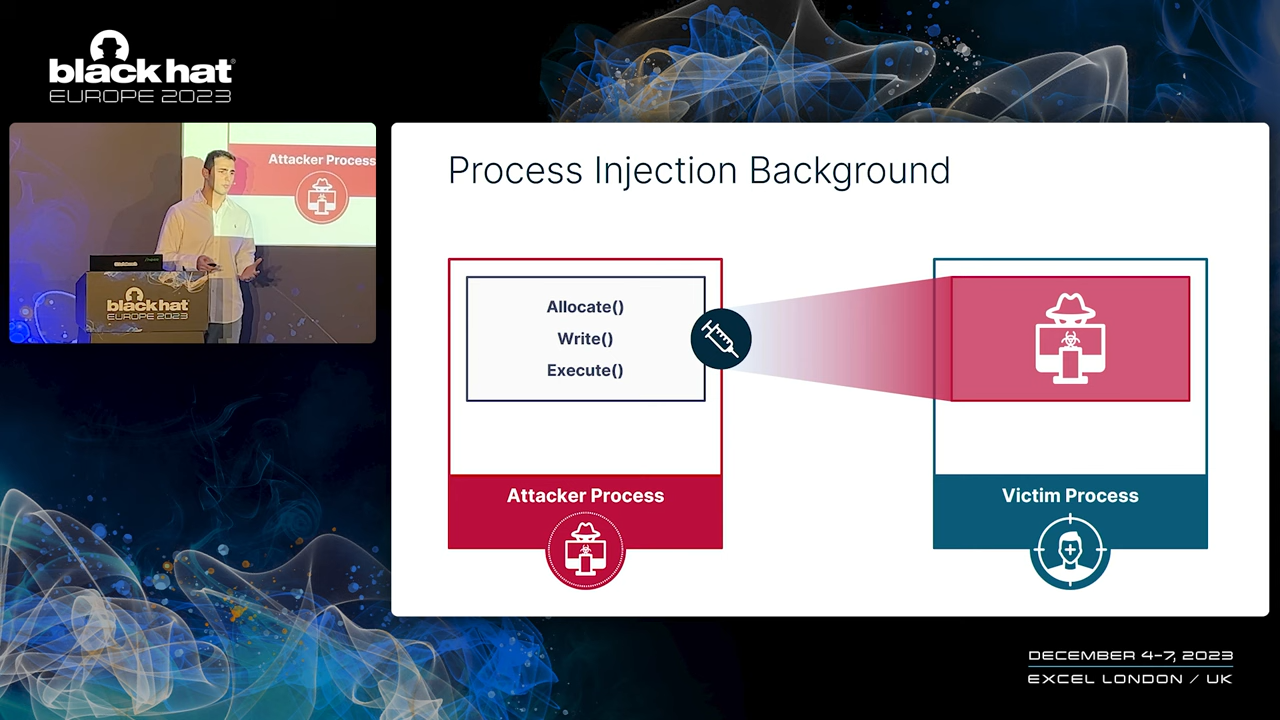 black hat
EUROPE 2023
Attacker Process
black hat
EUROPE 2023
Process Injection Background
Allocate()
Write()
Execute()
Attacker Process
Victim Process
DECEMBER 4-7, 2023
EXCEL LONDON / UK